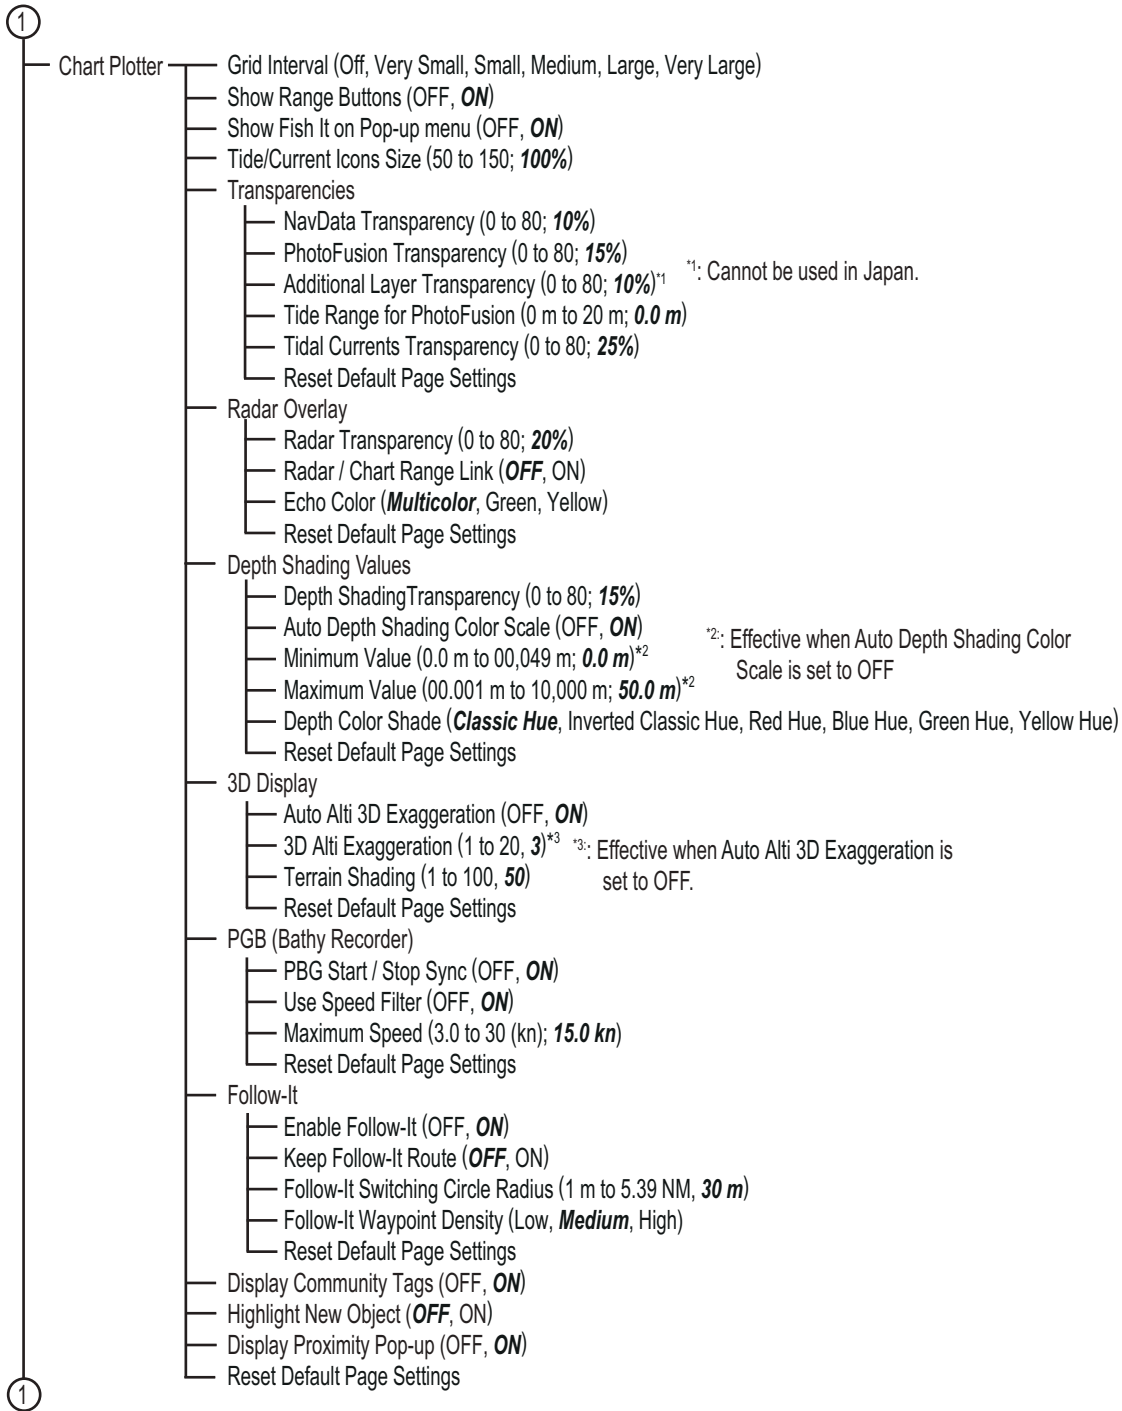 1
Chart Plotter
Grid Interval (Off, Very Small, Small, Medium, Large, Very Large)
Show Range Buttons (OFF, ON)
Show Fish It on Pop-up menu (OFF, ON)
Tide/Current Icons Size (50 to 150; 100%)
Transparencies
NavData Transparency (0 to 80; 10%)
PhotoFusion Transparency (0 to 80; 15%)
Additional Layer Transparency (0 to 80; 10%)*1
*1: Cannot be used in Japan.
Tide Range for PhotoFusion (0 m to 20 m; 0.0 m)
Tidal Currents Transparency (0 to 80; 25%)
Reset Default Page Settings
Radar Overlay
Radar Transparency (0 to 80; 20%)
Radar / Chart Range Link (OFF, ON)
Echo Color (Multicolor, Green, Yellow)
Reset Default Page Settings
Depth Shading Values
Depth ShadingTransparency (0 to 80; 15%)
Auto Depth Shading Color Scale (OFF, ON)
Minimum Value (0.0 m to 00,049 m; 0.0 m)*2
Maximum Value (00.001 m to 10,000 m; 50.0 m)*2
*2:: Effective when Auto Depth Shading Color
Scale is set to OFF
Depth Color Shade (Classic Hue, Inverted Classic Hue, Red Hue, Blue Hue, Green Hue, Yellow Hue)
Reset Default Page Settings
3D Display
Auto Alti 3D Exaggeration (OFF, ON)
3D Alti Exaggeration (1 to 20, 3)*3
*3:: Effective when Auto Alti 3D Exaggeration is
set to OFF.
Terrain Shading (1 to 100, 50)
Reset Default Page Settings
PGB (Bathy Recorder)
PBG Start / Stop Sync (OFF, ON)
Use Speed Filter (OFF, ON)
Maximum Speed (3.0 to 30 (kn); 15.0 kn)
Reset Default Page Settings
Follow-It
Enable Follow-It (OFF, ON)
Keep Follow-It Route (OFF, ON)
Follow-It Switching Circle Radius (1 m to 5.39 NM, 30 m)
Follow-It Waypoint Density (Low, Medium, High)
Reset Default Page Settings
Display Community Tags (OFF, ON)
Highlight New Object (OFF, ON)
Display Proximity Pop-up (OFF, ON)
Reset Default Page Settings
1